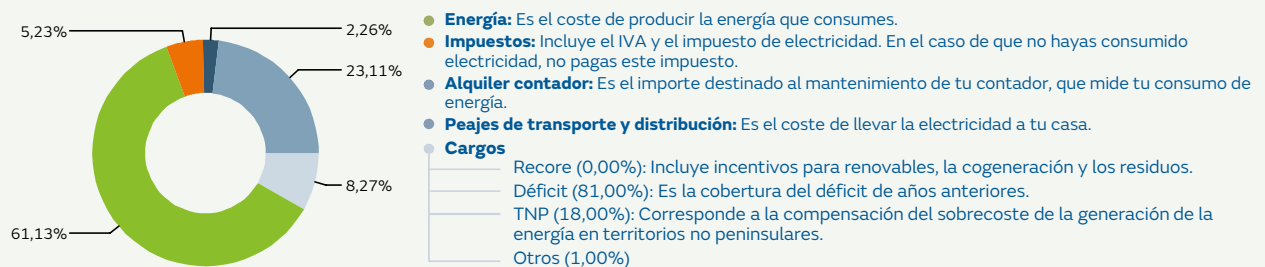 5,23%
2,26%
23,11%
8,27%
61,13%
Energía: Es el coste de producir la energía que consumes.
Impuestos: Incluye el IVA y el impuesto de electricidad. En el caso de que no hayas consumido
electricidad, no pagas este impuesto.
Alquiler contador: Es el importe destinado al mantenimiento de tu contador, que mide tu consumo de
energía.
Peajes de transporte y distribución: Es el coste de llevar la electricidad a tu casa.
Cargos
Recore (0,00%): Incluye incentivos para renovables, la cogeneración y los residuos.
Déficit (81,00%): Es la cobertura del déficit de años anteriores.
TNP (18,00%): Corresponde a la compensación del sobrecoste de la generación de la
energía en territorios no peninsulares.
Otros (1,00%)